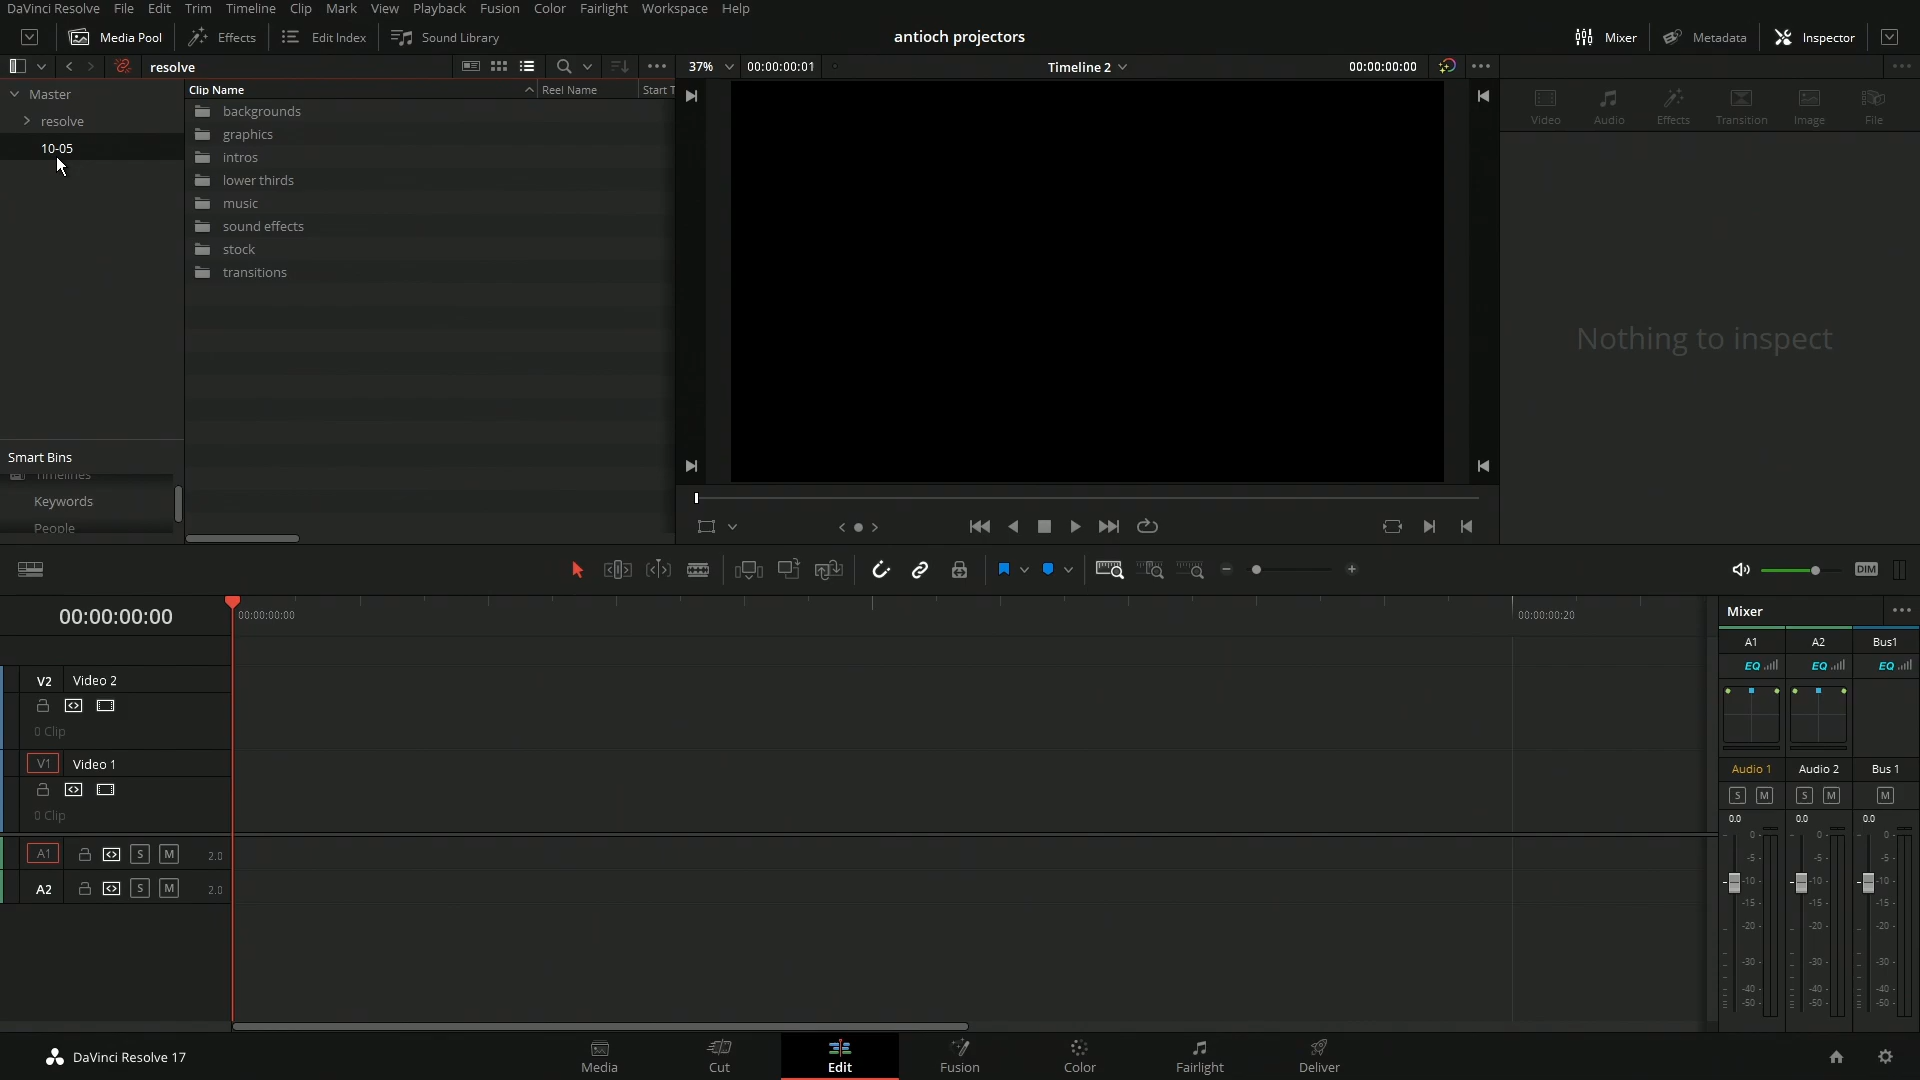 DaVinci Resolve File Edit Trim Timeline Clip Mark View Playback Fusion Color Fairlight Workspace Help
Media Pool Effects Edit Index Sound Library antioch projectors Mixer Metadata Inspector
resolve 37% 00:00:00:01 Timeline 2 00:00:00:00
Master
resolve
10-05
Clip Name Reel Name Start T
backgrounds
graphics
intros
lower thirds
music
sound effects
stock
transitions
Smart Bins
Timelines
Keywords
People
Video Audio Effects Transition Image File
Nothing to inspect
DIM
00:00:00:00
00:00:00:00 00:00:00:20
V2 Video 2
0 Clip
V1 Video 1
0 Clip
A1 S M 2.0
A2 S M 2.0
Mixer
A1 A2 Bus1
EQ EQ EQ
Audio 1 Audio 2 Bus 1
S M S M M
0.0 0.0 0.0
0- 0- 0-
-5- -5- -5-
-10- -10- -10-
-15- -15- -15-
-20- -20- -20-
-30- -30- -30-
-40- -40- -40-
-50- -50- -50-
DaVinci Resolve 17 Media Cut Edit Fusion Color Fairlight Deliver